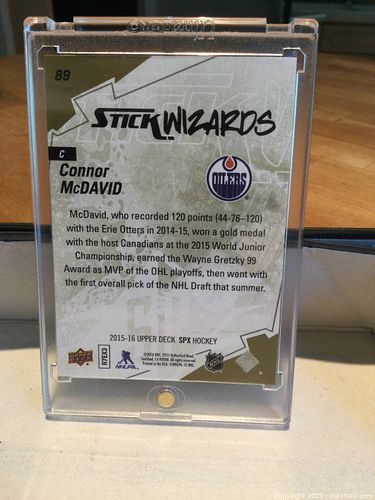 89
STICK WIZARDS
C
Connor
McDAVID
OILERS
McDavid, who recorded 120 points (44-76–120)
with the Erie Otters in 2014-15, won a gold medal
with the host Canadians at the 2015 World Junior
Championship, earned the Wayne Gretzky 99
Award as MVP of the OHL playoffs, then went with
the first overall pick of the NHL Draft that summer.
2015-16 UPPER DECK SPX HOCKEY
R7EX3
NHLPA